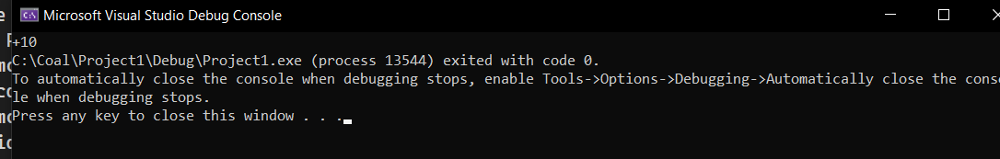 Microsoft Visual Studio Debug Console
+10
C:\Coal\Project1\Debug\Project1.exe (process 13544) exited with code 0.
To automatically close the console when debugging stops, enable Tools->Options->Debugging->Automatically close the conso
le when debugging stops.
Press any key to close this window . . .